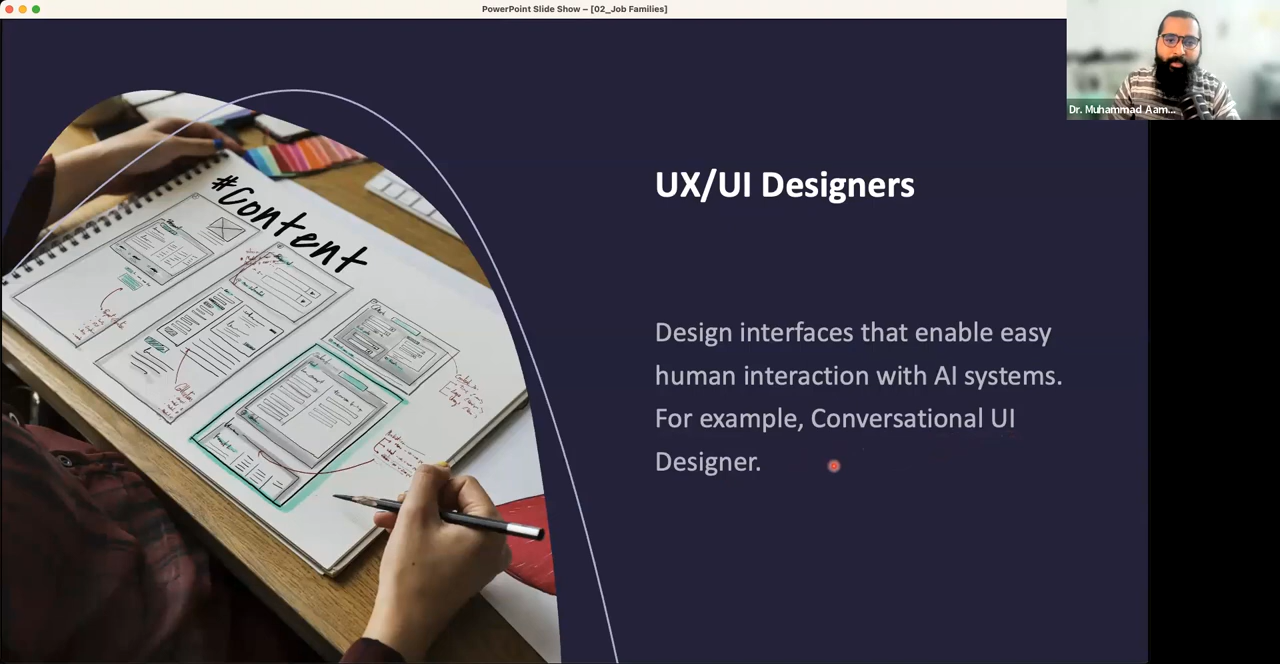 PowerPoint Slide Show – [02_Job Families]
Dr. Muhammad Aam...
#Content
UX/UI Designers
Design interfaces that enable easy
human interaction with AI systems.
For example, Conversational UI
Designer.